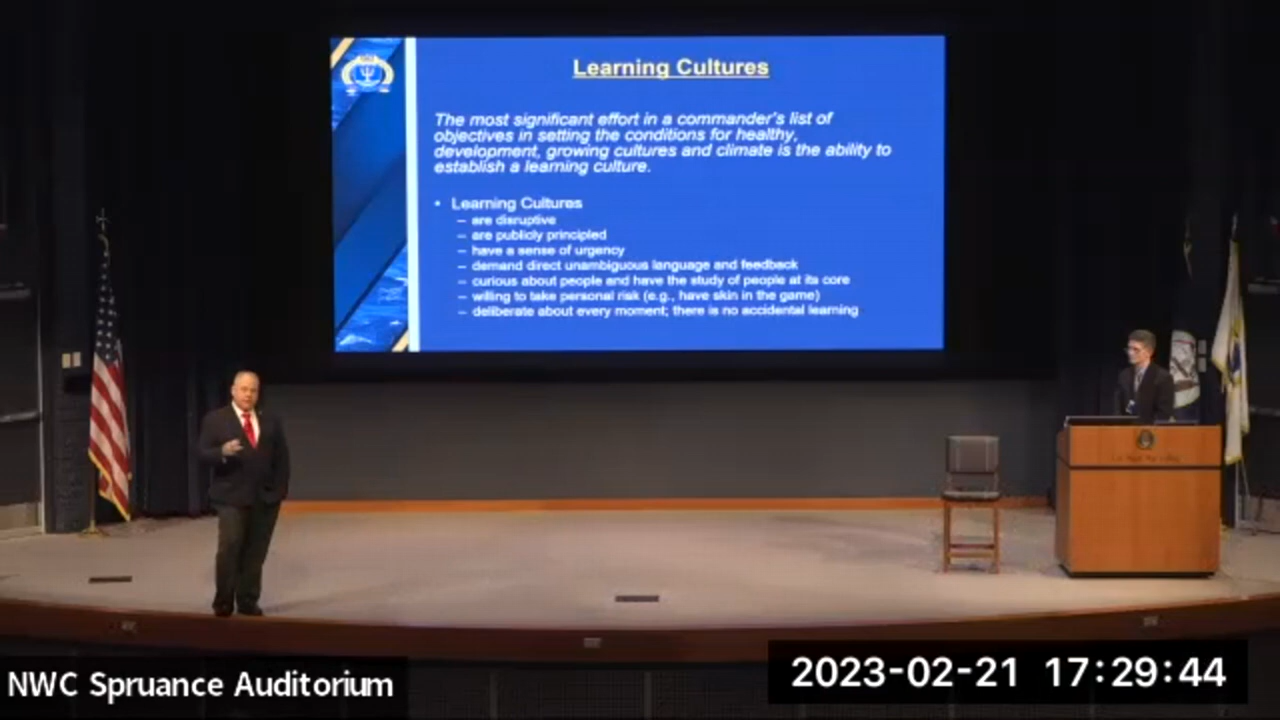 Learning Cultures
The most significant effort in a commander's list of
objectives in setting the conditions for healthy,
development, growing cultures and climate is the ability to
establish a learning culture.
• Learning Cultures
– are disruptive
– are publicly principled
– have a sense of urgency
– demand direct unambiguous language and feedback
– curious about people and have the study of people at its core
– willing to take personal risk (e.g., have skin in the game)
– deliberate about every moment; there is no accidental learning
NWC Spruance Auditorium
2023-02-21 17:29:44